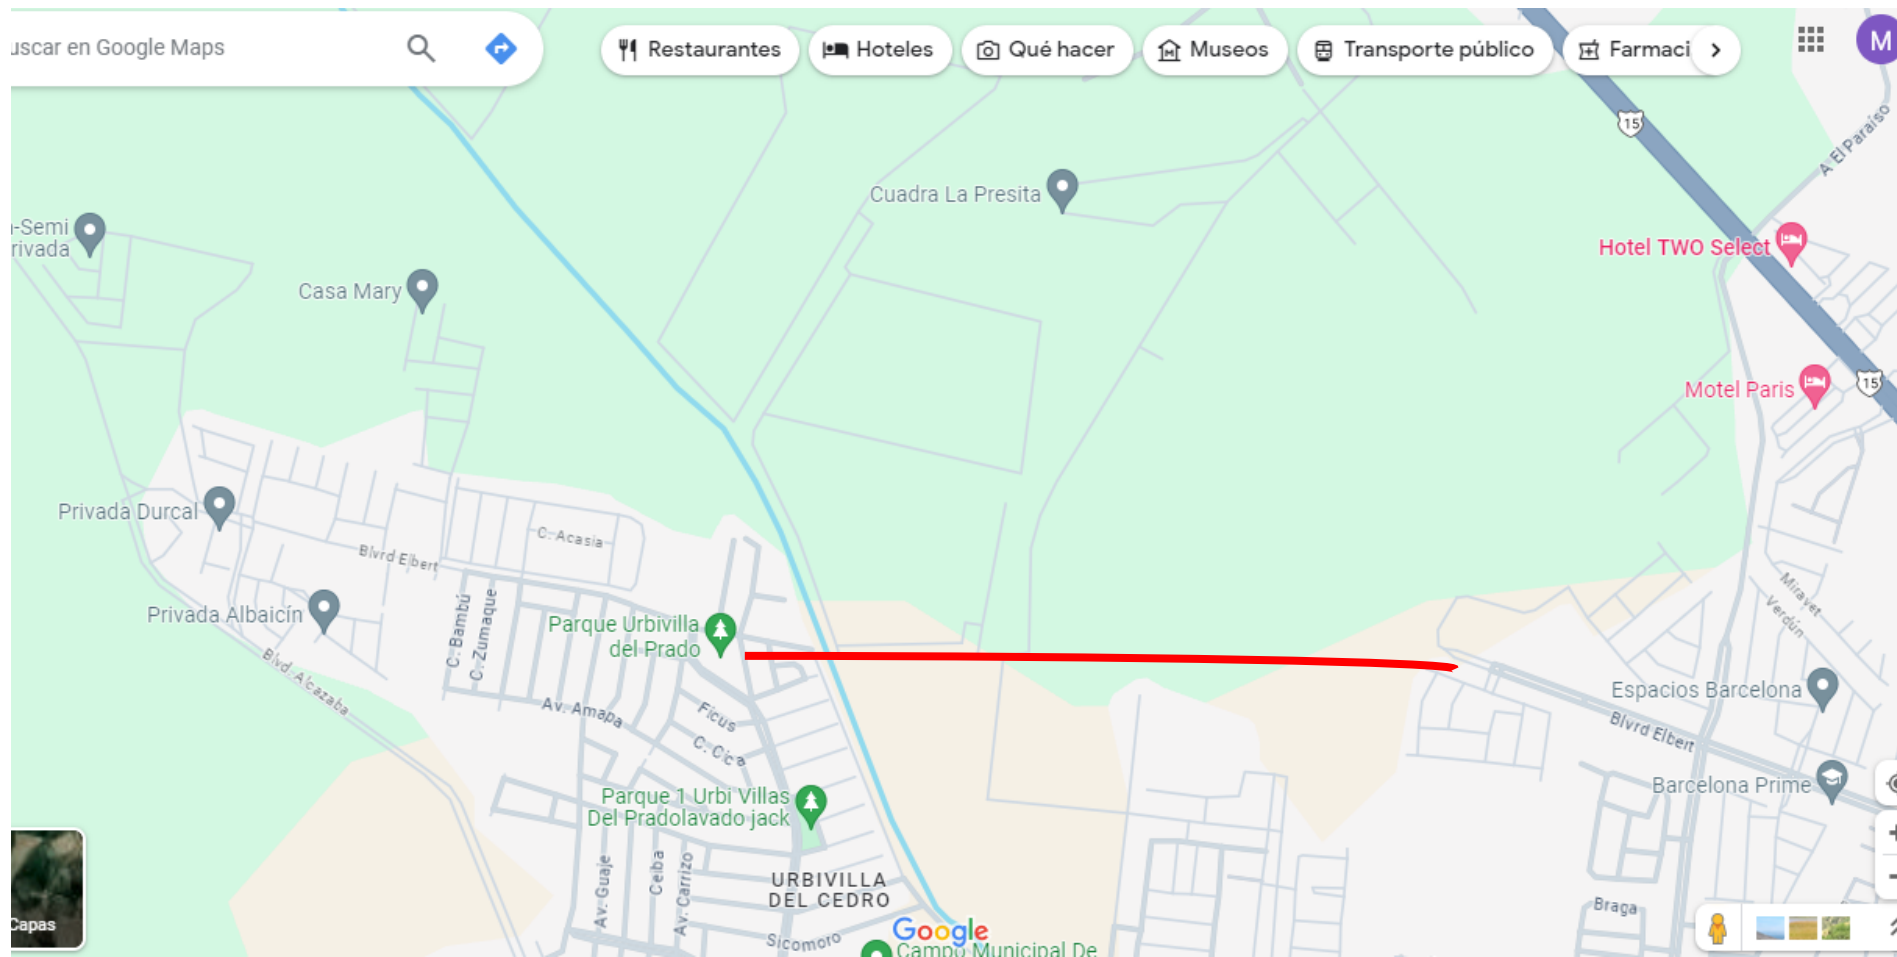 uscar en Google Maps
Restaurantes
Hoteles
Qué hacer
Museos
Transporte público
Farmaci
M
15
A El Paraíso
Cuadra La Presita
-Semi
rivada
Hotel TWO Select
Casa Mary
Motel Paris
15
Privada Durcal
C. Acasia
Blvrd Elbert
Miravet
Verdún
Privada Albaicín
C. Bambú
C. Zumaque
Parque Urbivilla
del Prado
Blvd. Alcazaba
Av. Amapa
Ficus
C. Cica
Espacios Barcelona
Blvrd Elbert
Barcelona Prime
Parque 1 Urbi Villas
Del Pradolavado jack
Av. Guaje
Ceiba
Av. Carrizo
URBIVILLA
DEL CEDRO
Braga
Capas
Sicomoro
Google
Campo Municipal De